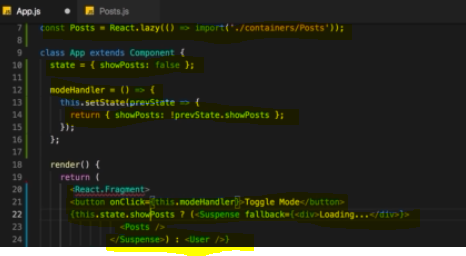 App.js
Posts.js
7 const Posts = React.lazy(() => import('./containers/Posts'));
8
9 class App extends Component {
10 state = { showPosts: false };
11
12 modeHandler = () => {
13 this.setState(prevState => {
14 return { showPosts: !prevState.showPosts };
15 });
16 };
17
18 render() {
19 return (
20 <React.Fragment>
21 <button onClick={this.modeHandler}>Toggle Mode</button>
22 {this.state.showPosts ? (<Suspense fallback={<div>Loading...</div>}>
23 <Posts />
24 </Suspense>) : <User />}